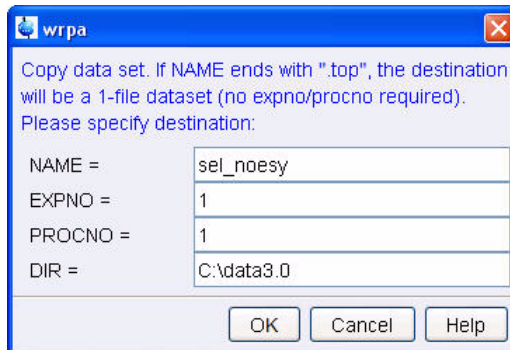 wrpa
Copy data set. If NAME ends with ".top", the destination
will be a 1-file dataset (no expno/procno required).
Please specify destination:
NAME = sel_noesy
EXPNO = 1
PROCNO = 1
DIR = C:\data3.0
OK Cancel Help